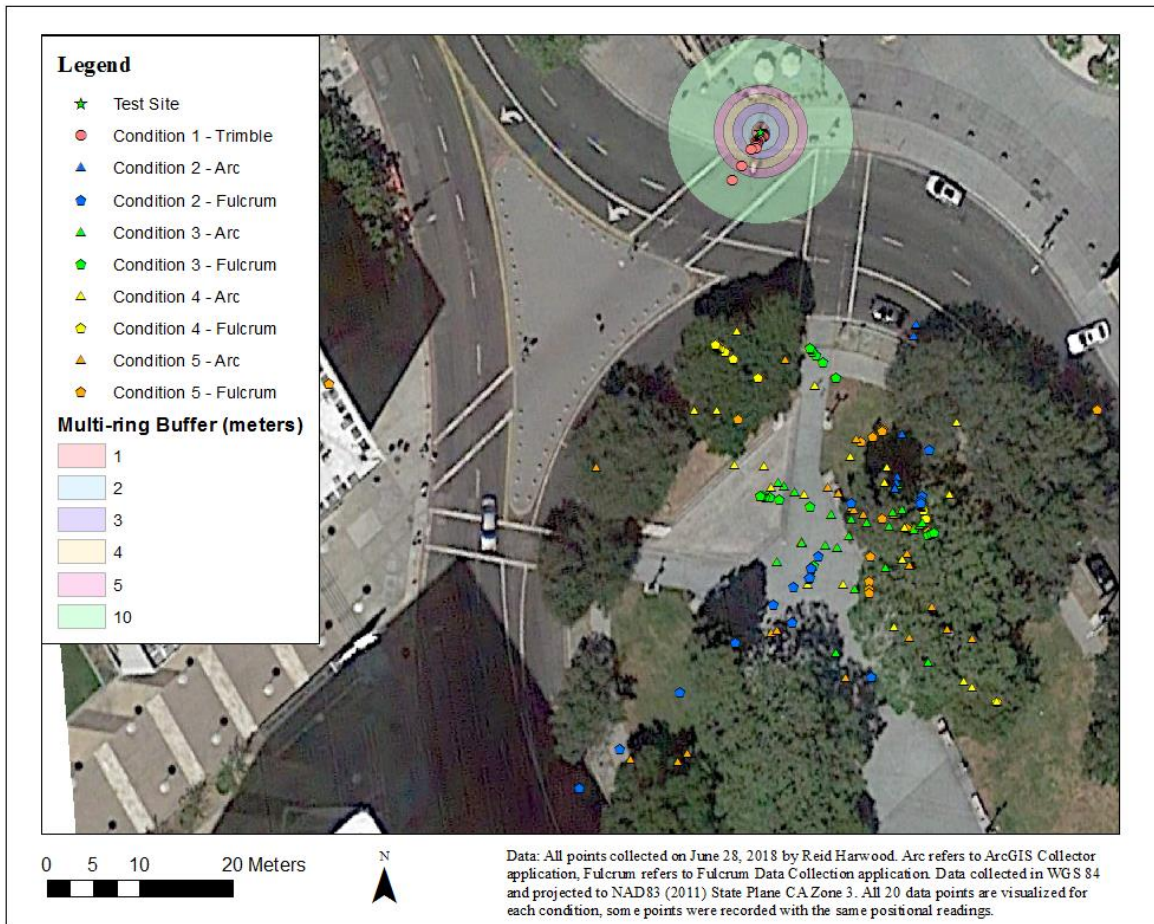 Legend
Test Site
Condition 1 - Trimble
Condition 2 - Arc
Condition 2 - Fulcrum
Condition 3 - Arc
Condition 3 - Fulcrum
Condition 4 - Arc
Condition 4 - Fulcrum
Condition 5 - Arc
Condition 5 - Fulcrum
Multi-ring Buffer (meters)
1
2
3
4
5
10
0 5 10 20 Meters
N
Data: All points collected on June 28, 2018 by Reid Harwood. Arc refers to ArcGIS Collector
application, Fulcrum refers to Fulcrum Data Collection application. Data collected in WGS 84
and projected to NAD83 (2011) State Plane CA Zone 3. All 20 data points are visualized for
each condition, some points were recorded with the same positional readings.